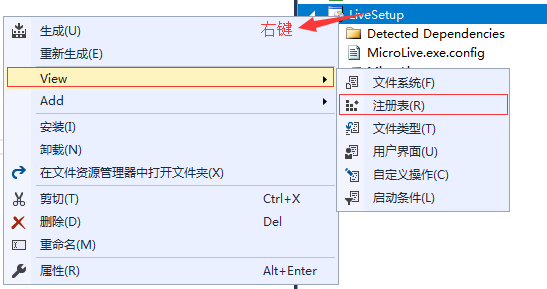 右键
LiveSetup
Detected Dependencies
MicroLive.exe.config
生成(U)
重新生成(E)
View
Add
安装(I)
卸载(N)
在文件资源管理器中打开文件夹(X)
剪切(T) Ctrl+X
删除(D) Del
重命名(M)
属性(R) Alt+Enter
文件系统(F)
注册表(R)
文件类型(T)
用户界面(U)
自定义操作(C)
启动条件(L)